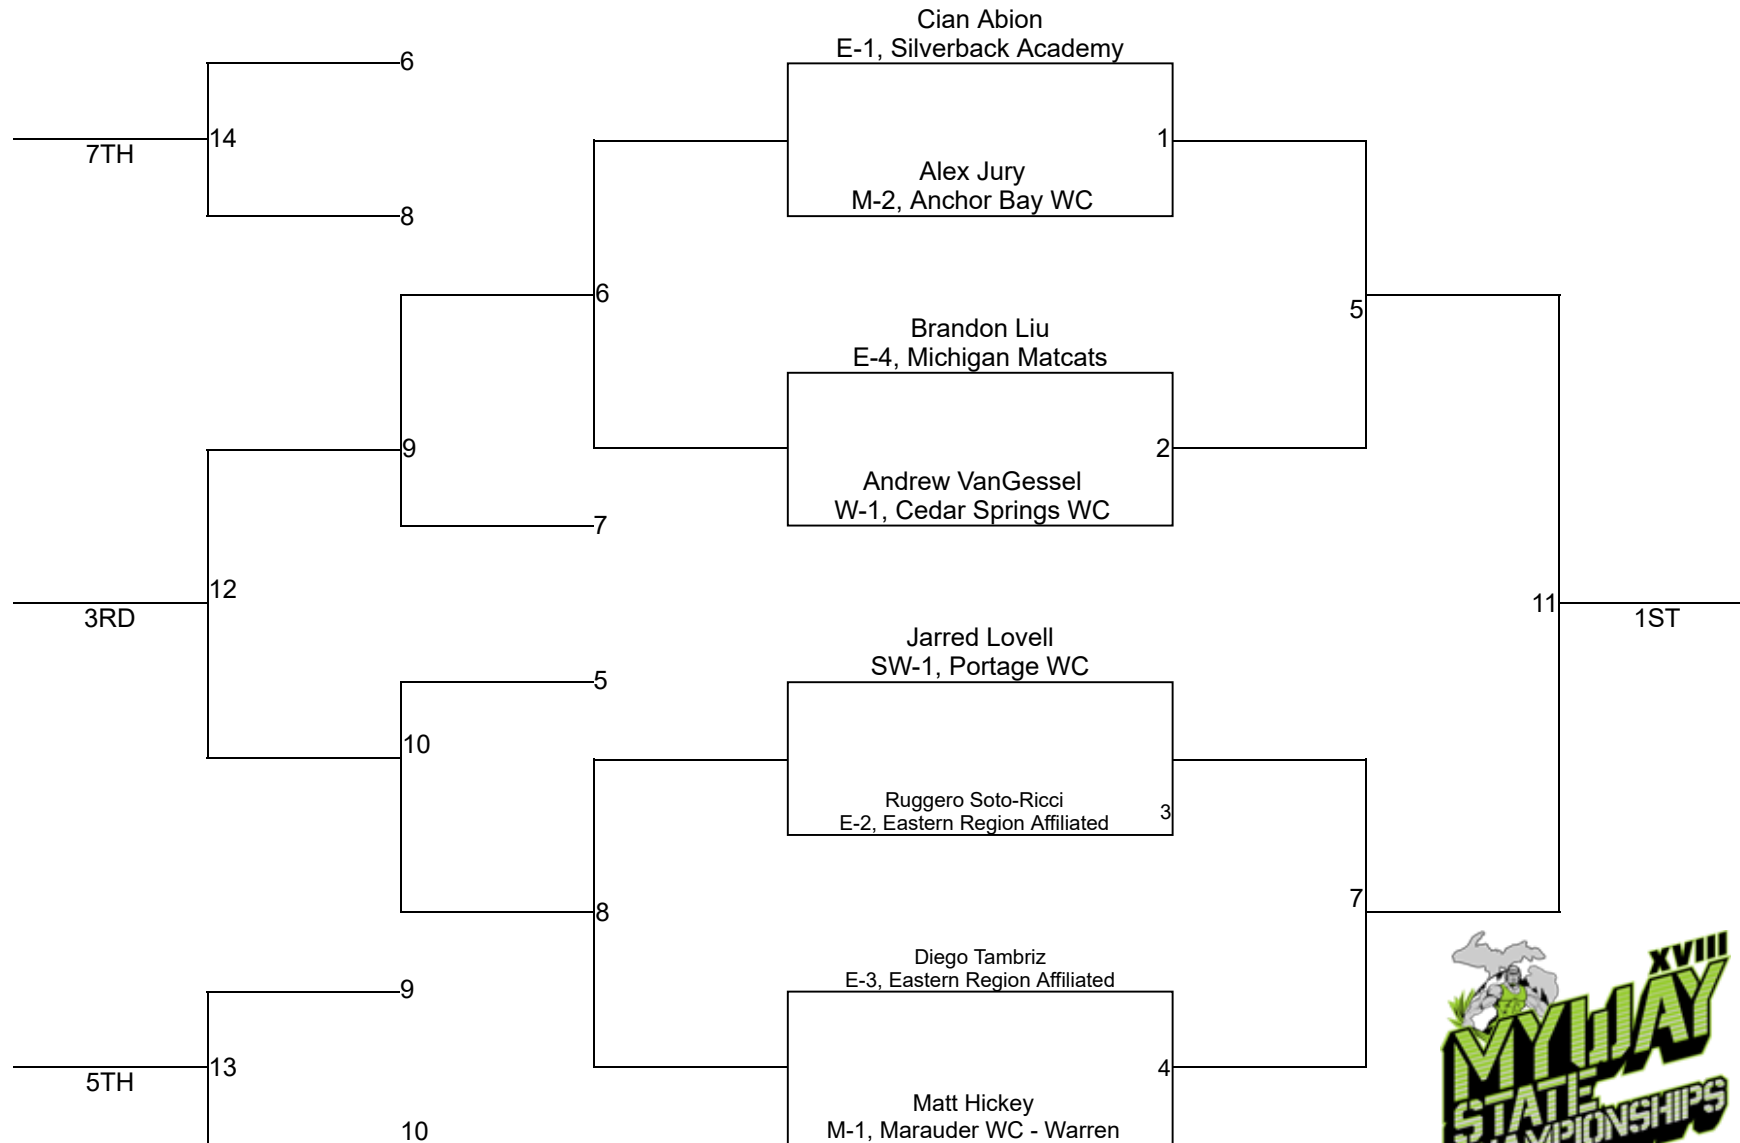 Cian Abion
E-1, Silverback Academy
6
14
7TH
8
1
Alex Jury
M-2, Anchor Bay WC
6
5
Brandon Liu
E-4, Michigan Matcats
9
2
Andrew VanGessel
W-1, Cedar Springs WC
7
12
3RD
11
1ST
Jarred Lovell
SW-1, Portage WC
5
10
Ruggero Soto-Ricci
E-2, Eastern Region Affiliated
3
8
7
Diego Tambriz
E-3, Eastern Region Affiliated
9
13
5TH
4
10
Matt Hickey
M-1, Marauder WC - Warren
XVIII
MYWAY
STATE
CHAMPIONSHIPS